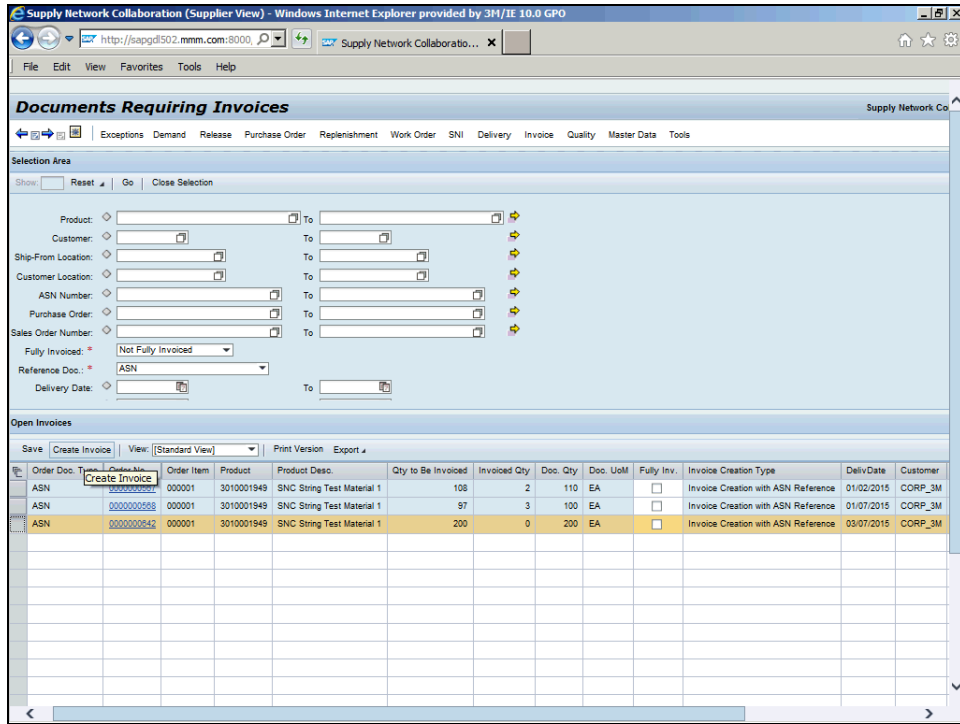 Supply Network Collaboration (Supplier View) - Windows Internet Explorer provided by 3M/IE 10.0 GPO
http://sapgdl502.mmm.com:8000, Supply Network Collaboratio...
File Edit View Favorites Tools Help
Documents Requiring Invoices Supply Network Co
Exceptions Demand Release Purchase Order Replenishment Work Order SNI Delivery Invoice Quality Master Data Tools
Selection Area
Show: Reset Go Close Selection
Product: To
Customer: To
Ship-From Location: To
Customer Location: To
ASN Number: To
Purchase Order: To
Sales Order Number: To
Fully Invoiced: * Not Fully Invoiced
Reference Doc.: * ASN
Delivery Date: To
Open Invoices
Save Create Invoice View: [Standard View] Print Version Export
Order Doc. Type Order No. Order Item Product Product Desc. Qty to Be Invoiced Invoiced Qty Doc. Qty Doc. UoM Fully Inv. Invoice Creation Type DelivDate Customer
Create Invoice
ASN 0000000567 000001 3010001949 SNC String Test Material 1 108 2 110 EA Invoice Creation with ASN Reference 01/02/2015 CORP_3M
ASN 0000000568 000001 3010001949 SNC String Test Material 1 97 3 100 EA Invoice Creation with ASN Reference 01/07/2015 CORP_3M
ASN 0000000642 000001 3010001949 SNC String Test Material 1 200 0 200 EA Invoice Creation with ASN Reference 03/07/2015 CORP_3M